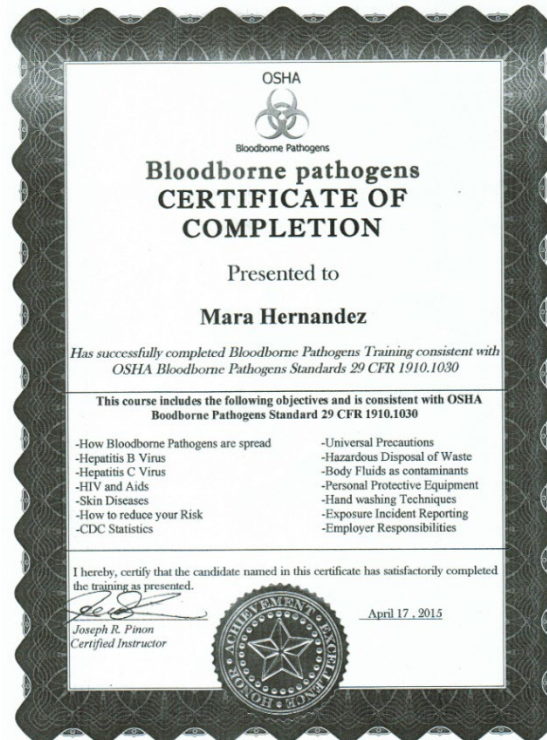 OSHA
Bloodborne Pathogens
Bloodborne pathogens
CERTIFICATE OF
COMPLETION
Presented to
Mara Hernandez
Has successfully completed Bloodborne Pathogens Training consistent with
OSHA Bloodborne Pathogens Standards 29 CFR 1910.1030
This course includes the following objectives and is consistent with OSHA
Boodborne Pathogens Standard 29 CFR 1910.1030
-How Bloodborne Pathogens are spread
-Hepatitis B Virus
-Hepatitis C Virus
-HIV and Aids
-Skin Diseases
-How to reduce your Risk
-CDC Statistics
-Universal Precautions
-Hazardous Disposal of Waste
-Body Fluids as contaminants
-Personal Protective Equipment
-Hand washing Techniques
-Exposure Incident Reporting
-Employer Responsibilities
I hereby, certify that the candidate named in this certificate has satisfactorily completed
the training as presented.
Joseph R. Pinon
Certified Instructor
April 17 , 2015
HONOR ACHIEVEMENT EXCELLENCE